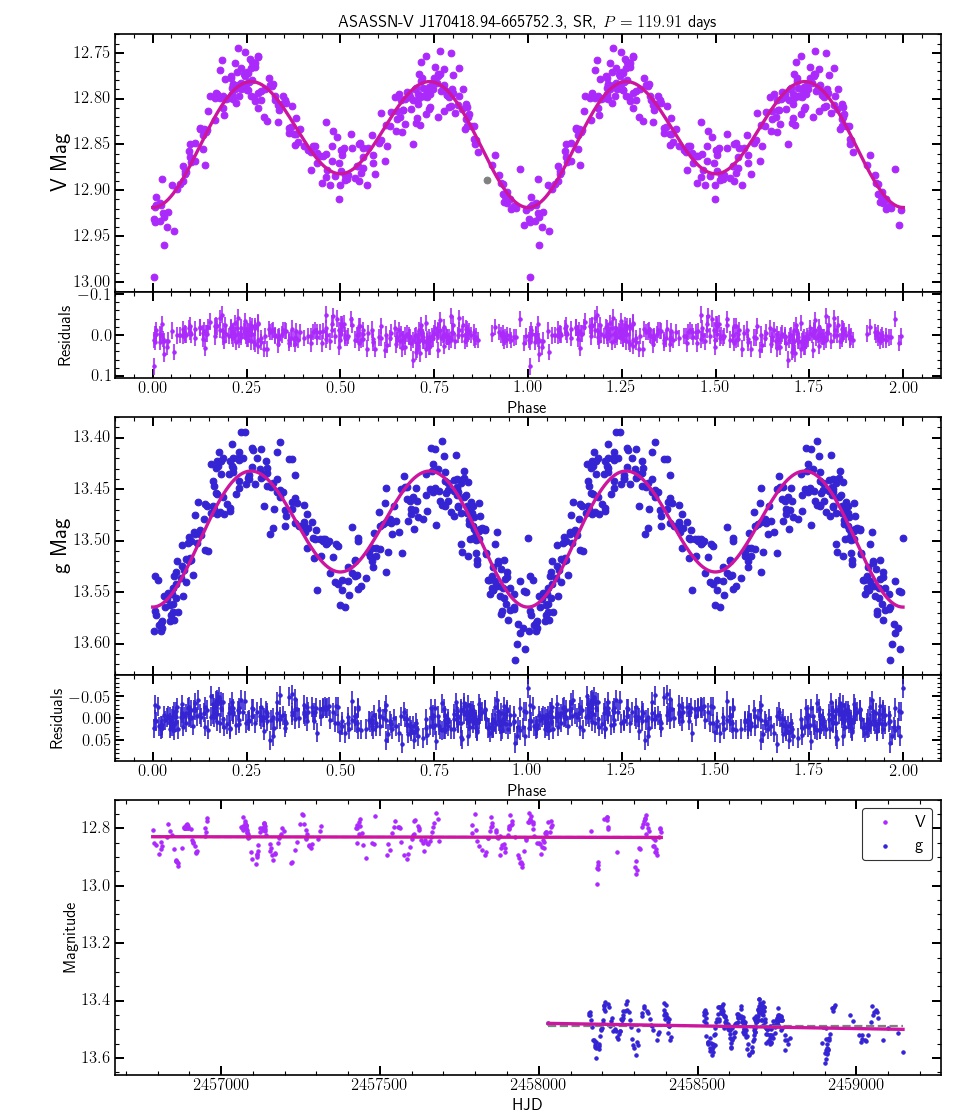 ASASSN-V J170418.94-665752.3, SR, P = 119.91 days
V Mag
12.75
12.80
12.85
12.90
12.95
13.00
Residuals
−0.1
0.0
0.1
0.00 0.25 0.50 0.75 1.00 1.25 1.50 1.75 2.00
Phase
g Mag
13.40
13.45
13.50
13.55
13.60
Residuals
−0.05
0.00
0.05
0.00 0.25 0.50 0.75 1.00 1.25 1.50 1.75 2.00
Phase
Magnitude
12.8
13.0
13.2
13.4
13.6
V
g
2457000 2457500 2458000 2458500 2459000
HJD